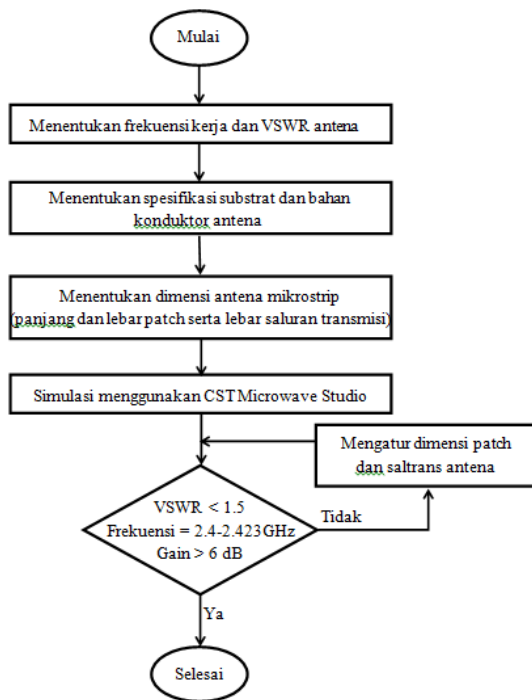 Mulai
Menentukan frekuensi kerja dan VSWR antena
Menentukan spesifikasi substrat dan bahan
konduktor antena
Menentukan dimensi antena mikrostrip
(panjang dan lebar patch serta lebar saluran transmisi)
Simulasi menggunakan CST Microwave Studio
Mengatur dimensi patch
dan saltrans antena
VSWR < 1.5
Frekuensi = 2.4-2.423GHz
Gain > 6 dB
Tidak
Ya
Selesai